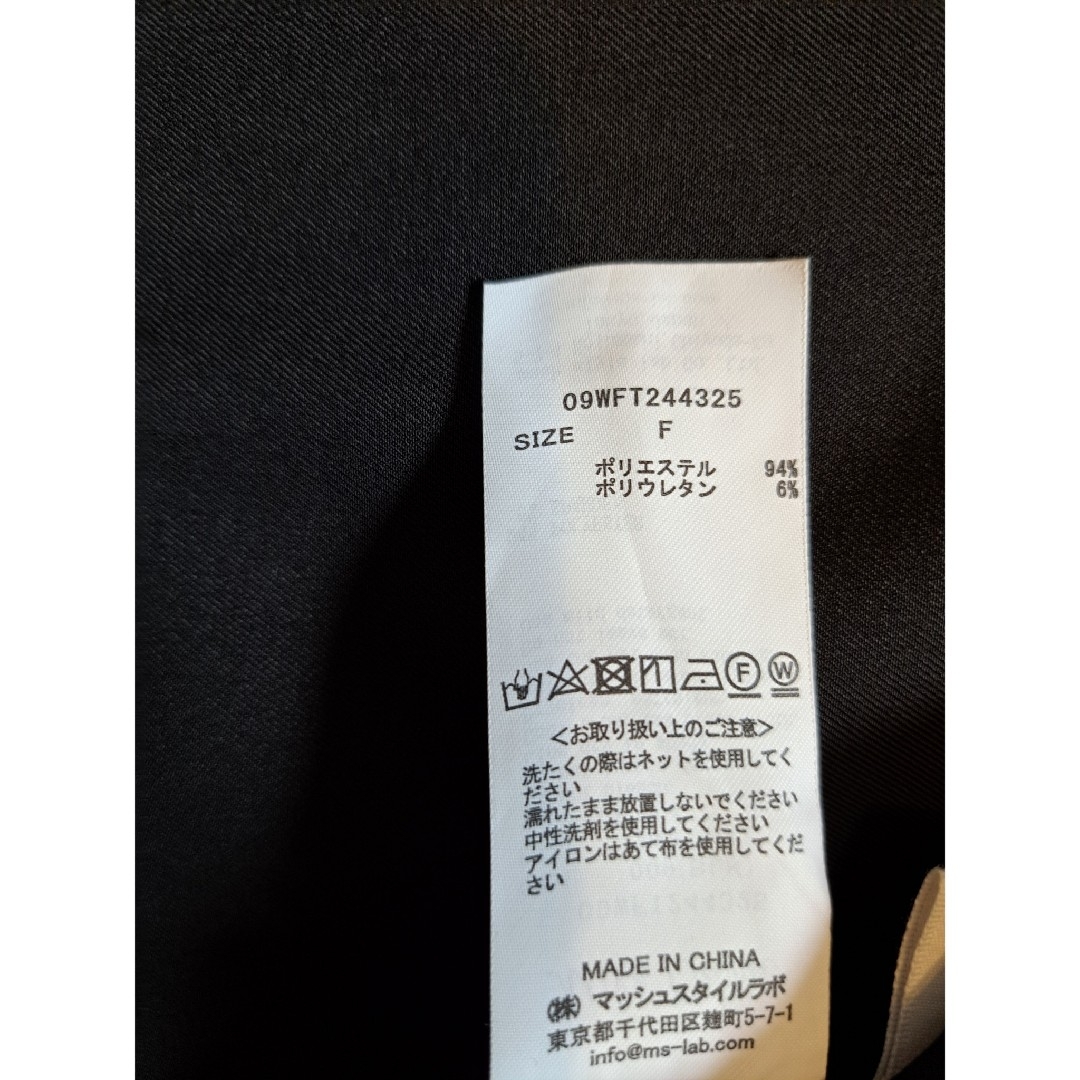 09WFT244325
SIZE F
ポリエステル 94%
ポリウレタン 6%
F W
<お取り扱い上のご注意>
洗たくの際はネットを使用してく
ださい
濡れたまま放置しないでください
中性洗剤を使用してください
アイロンはあて布を使用してくだ
さい
MADE IN CHINA
(株) マッシュスタイルラボ
東京都千代田区麹町5-7-1
info@ms-lab.com